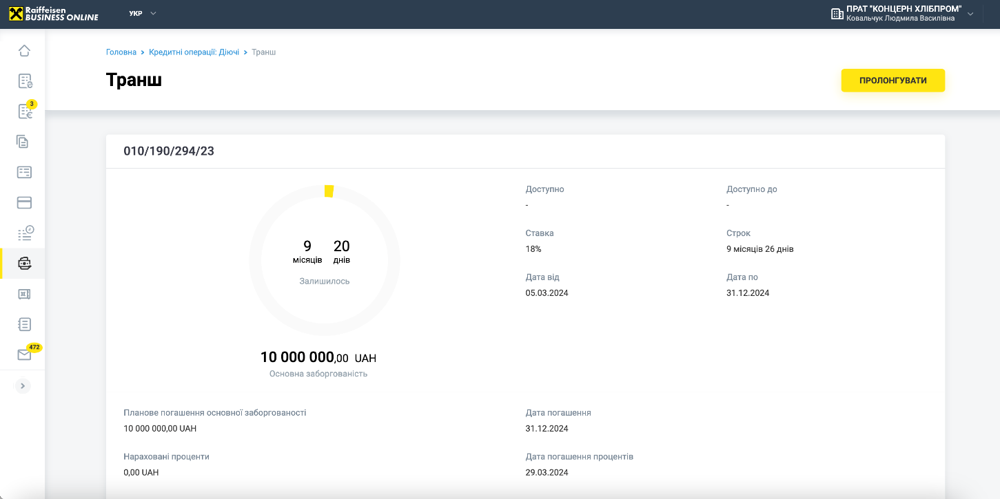 Raiffeisen
BUSINESS ONLINE
УКР
ПРАТ "КОНЦЕРН ХЛІБПРОМ"
Ковальчук Людмила Василівна
Головна > Кредитні операції: Діючі > Транш
Транш
ПРОЛОНГУВАТИ
3
472
010/190/294/23
9 20
місяців днів
Залишилось
10 000 000,00 UAH
Основна заборгованість
Доступно
-
Доступно до
-
Ставка
18%
Строк
9 місяців 26 днів
Дата від
05.03.2024
Дата по
31.12.2024
Планове погашення основної заборгованості
10 000 000,00 UAH
Дата погашення
31.12.2024
Нараховані проценти
0,00 UAH
Дата погашення процентів
29.03.2024